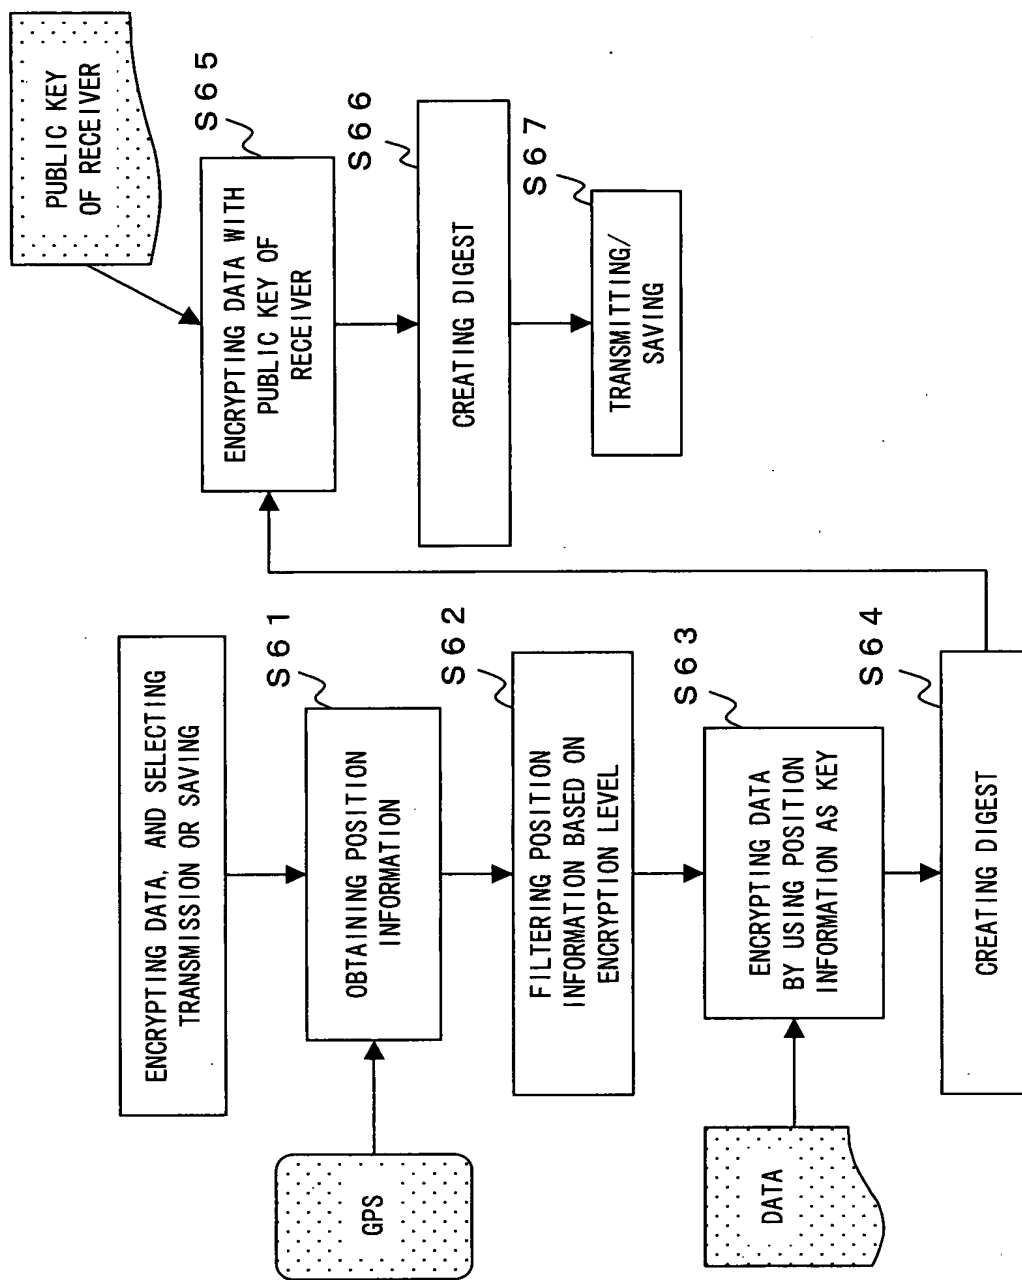 ENCRYPTING DATA, AND SELECTING
TRANSMISSION OR SAVING
GPS
OBTAINING POSITION
INFORMATION
S61
FILTERING POSITION
INFORMATION BASED ON
ENCRYPTION LEVEL
S62
DATA
ENCRYPTING DATA
BY USING POSITION
INFORMATION AS KEY
S63
CREATING DIGEST
S64
PUBLIC KEY
OF RECEIVER
ENCRYPTING DATA WITH
PUBLIC KEY OF
RECEIVER
S65
CREATING DIGEST
S66
TRANSMITTING/
SAVING
S67